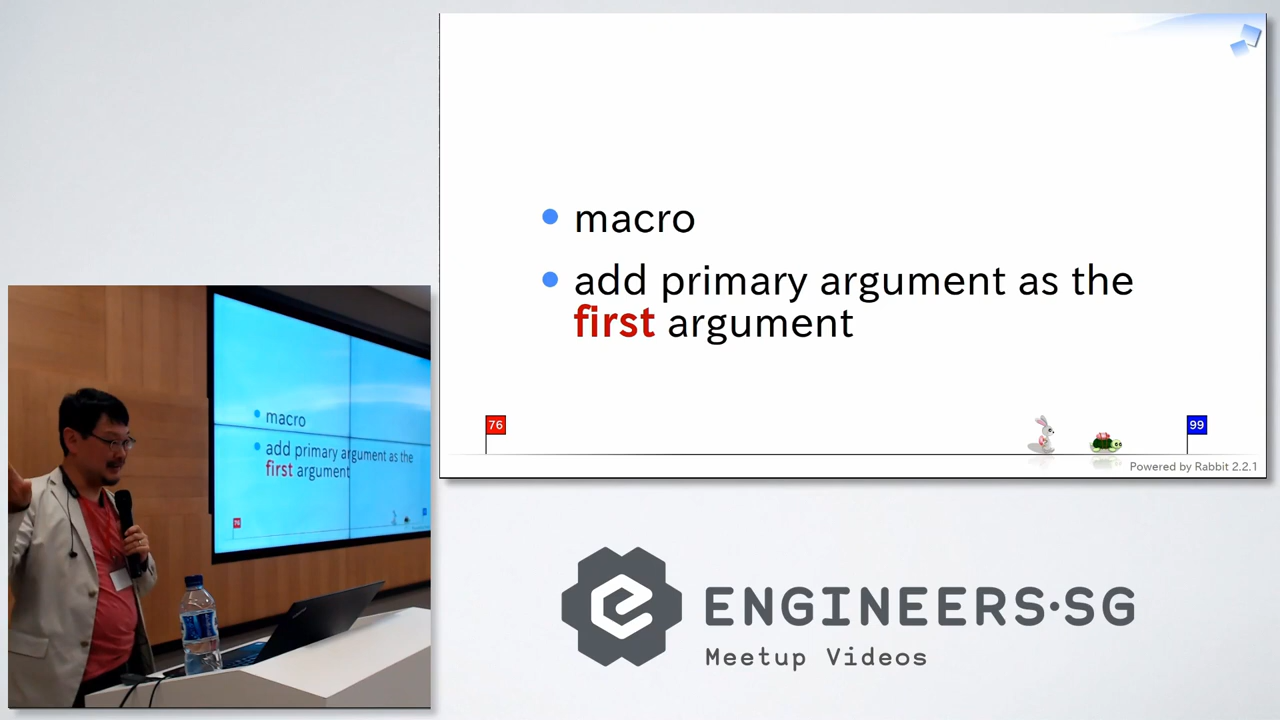 macro
add primary argument as the
first argument
76
99
Powered by Rabbit 2.2.1
macro
add primary argument as the
first argument
76
ENGINEERS·SG
Meetup Videos